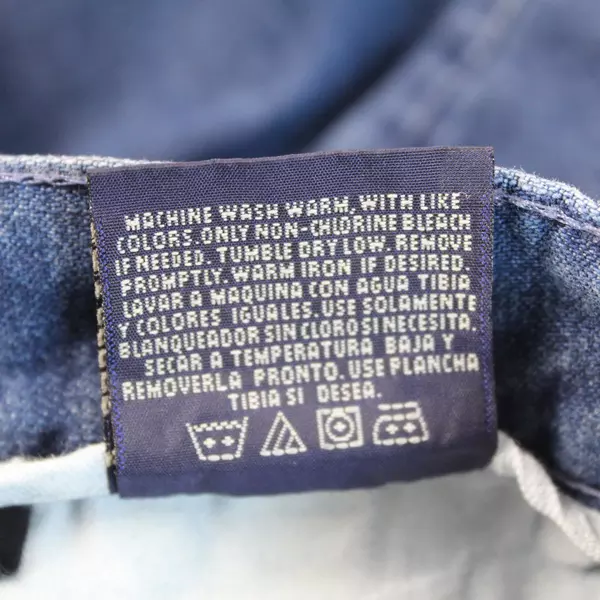 MACHINE WASH WARM, WITH LIKE
COLORS. ONLY NON-CHLORINE BLEACH
IF NEEDED. TUMBLE DRY LOW. REMOVE
PROMPTLY. WARM IRON IF DESIRED.
LAVAR A MAQUINA CON AGUA TIBIA
Y COLORES IGUALES. USE SOLAMENTE
BLANQUEADOR SIN CLORO SI NECESITA.
SECAR A TEMPERATURA BAJA Y
REMOVERLA PRONTO. USE PLANCHA
TIBIA SI DESEA.